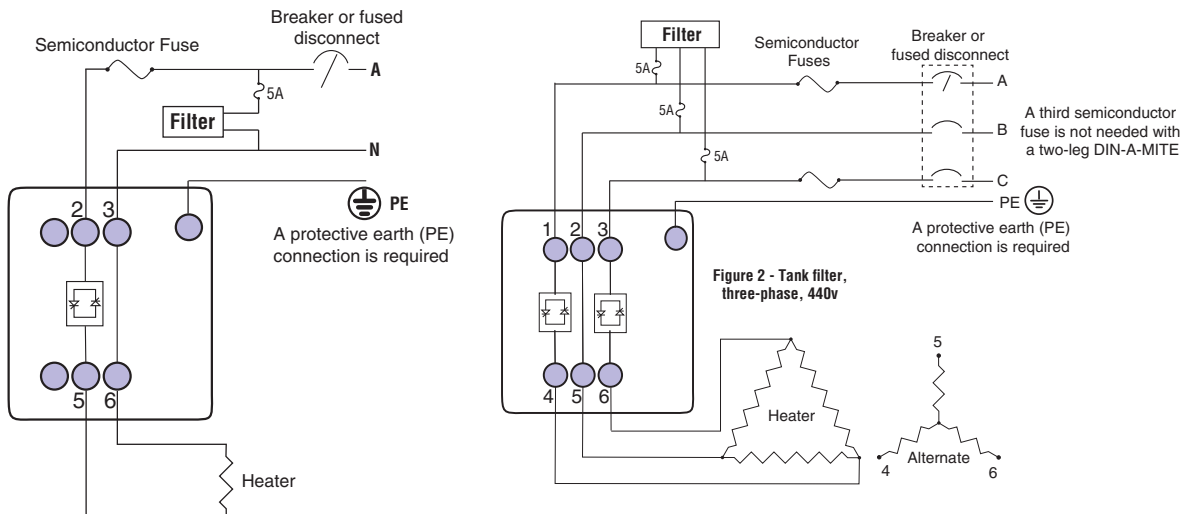 Breaker or fused
disconnect
Semiconductor Fuse
A
5A
Filter
N
PE
A protective earth (PE)
connection is required
2 3
5 6
Heater
Filter
Semiconductor
Fuses
Breaker or
fused disconnect
5A
A
5A
B
A third semiconductor
fuse is not needed with
a two-leg DIN-A-MITE
5A
C
PE
A protective earth (PE)
connection is required
1 2 3
Figure 2 - Tank filter,
three-phase, 440v
4 5 6
Heater
5
Alternate
4
6